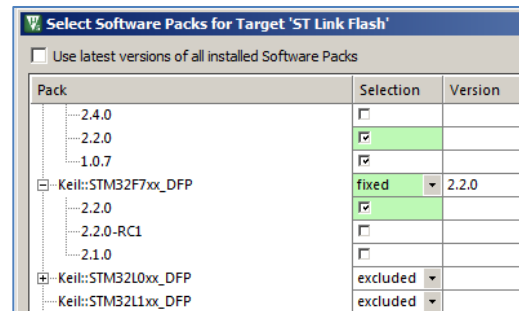 Select Software Packs for Target 'ST Link Flash'
Use latest versions of all installed Software Packs
Pack Selection Version
2.4.0
2.2.0
1.0.7
Keil::STM32F7xx_DFP fixed 2.2.0
2.2.0
2.2.0-RC1
2.1.0
Keil::STM32L0xx_DFP excluded
Keil::STM32L1xx_DFP excluded